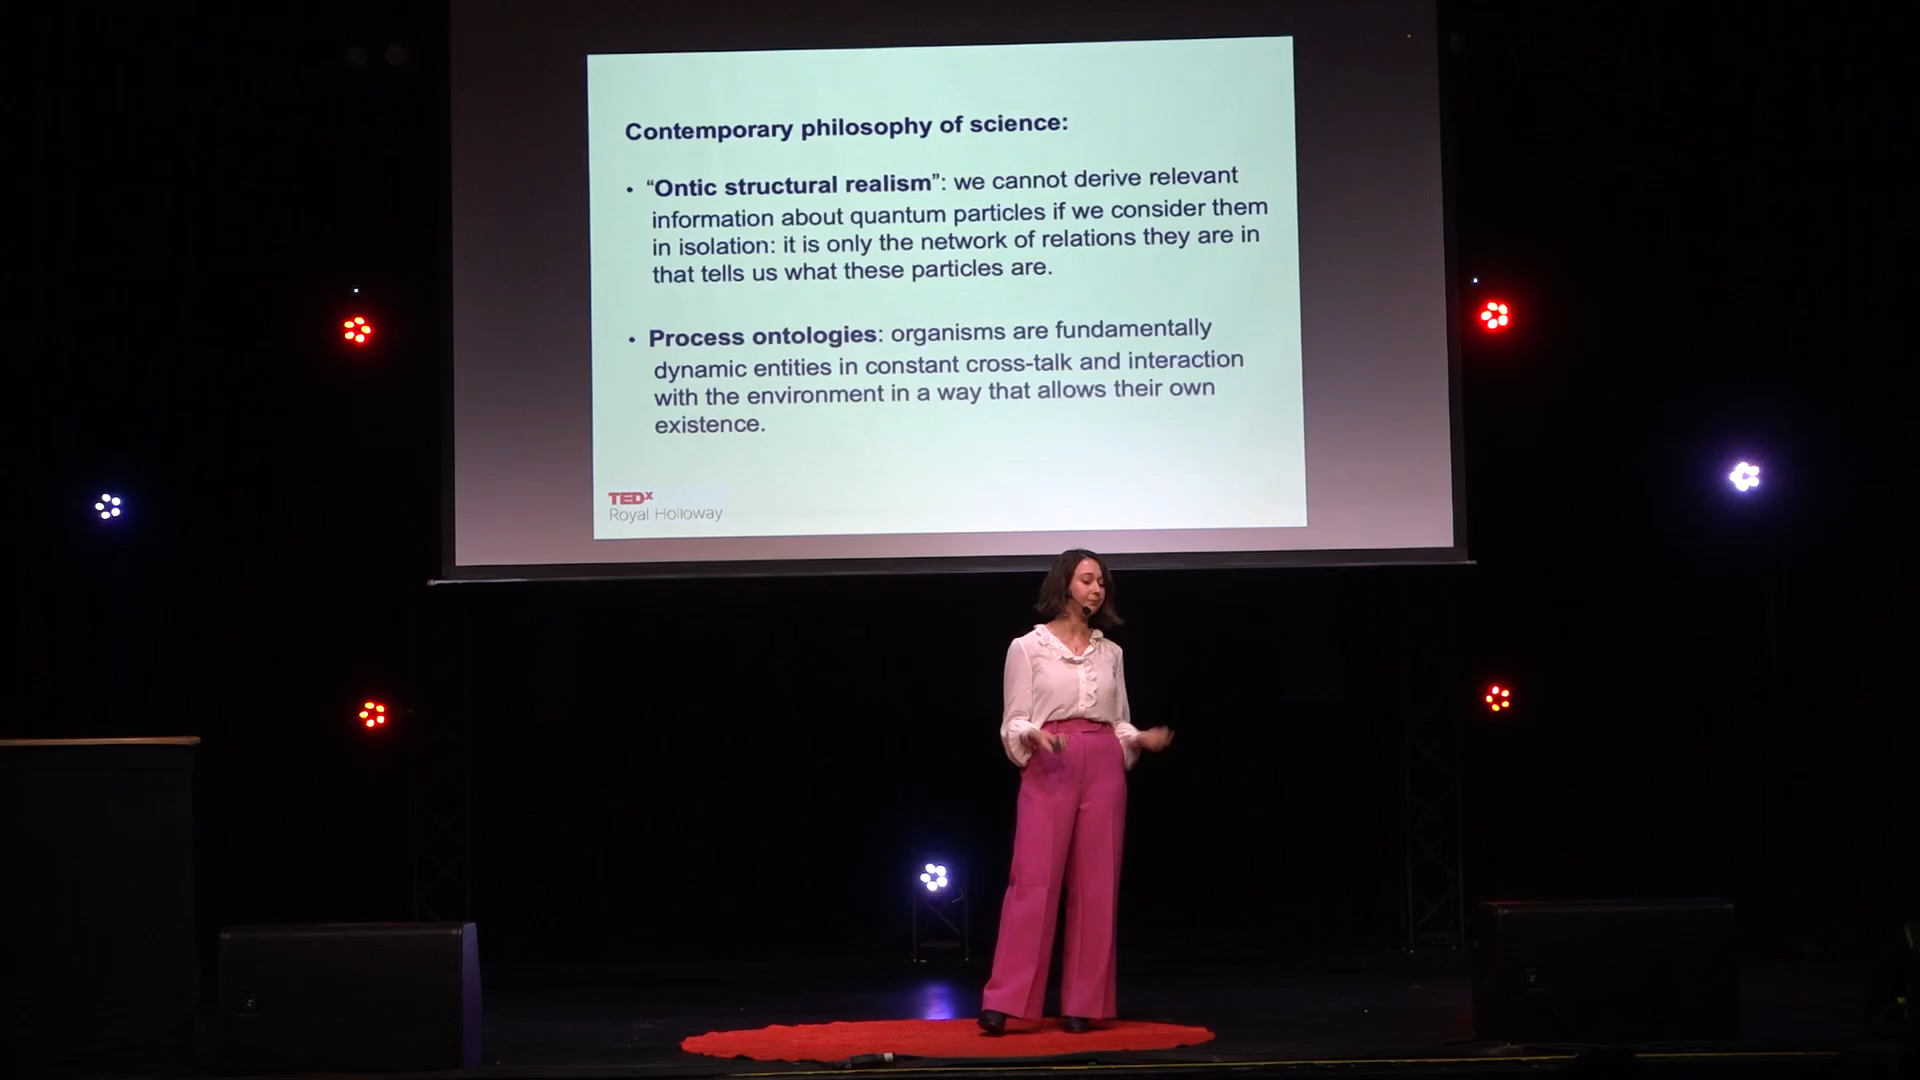 Contemporary philosophy of science:
• “Ontic structural realism”: we cannot derive relevant
information about quantum particles if we consider them
in isolation: it is only the network of relations they are in
that tells us what these particles are.
• Process ontologies: organisms are fundamentally
dynamic entities in constant cross-talk and interaction
with the environment in a way that allows their own
existence.
TEDx
Royal Holloway